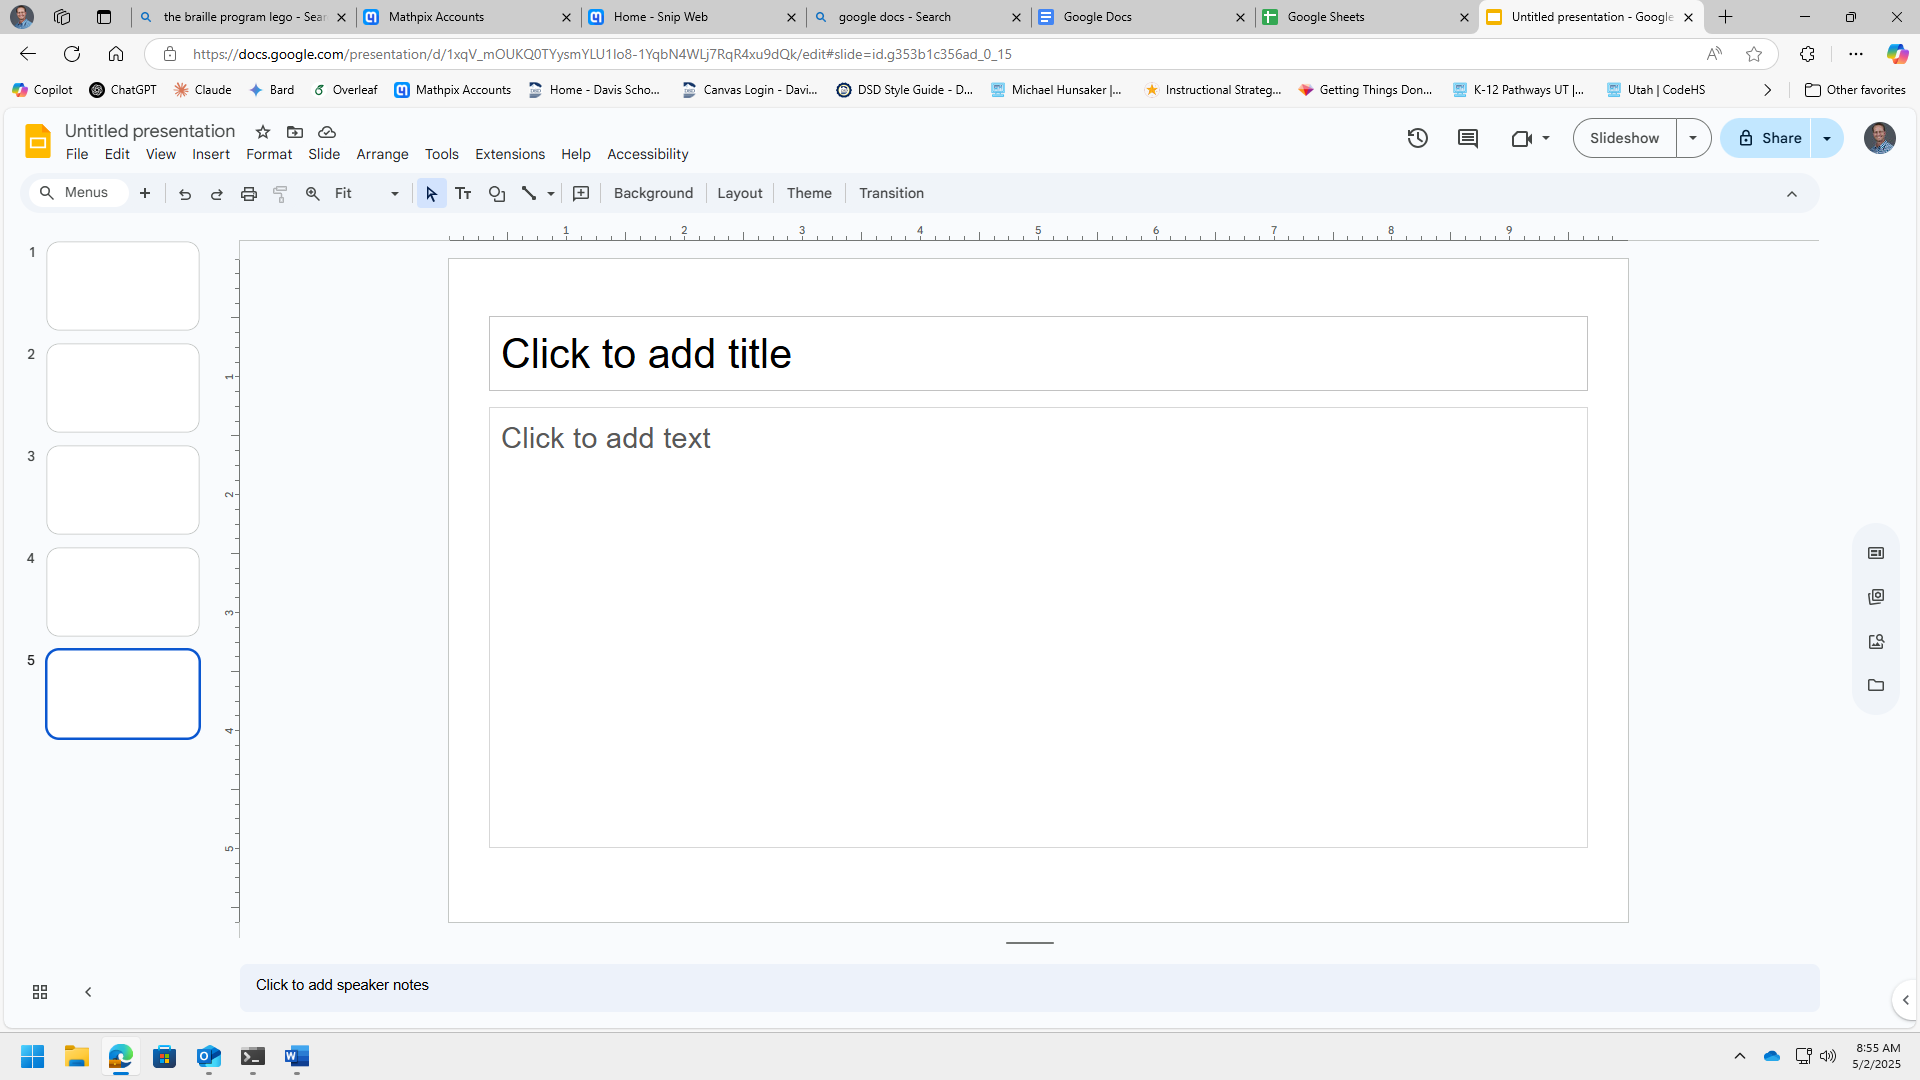 the braille program lego - Sear
Mathpix Accounts
Home - Snip Web
google docs - Search
Google Docs
Google Sheets
Untitled presentation - Google
https://docs.google.com/presentation/d/1xqV_mOUKQ0TYysmYLU1Io8-1YqbN4WLj7RqR4xu9dQk/edit#slide=id.g353b1c356ad_0_15
Copilot
ChatGPT
Claude
Bard
Overleaf
Mathpix Accounts
Home - Davis Scho...
Canvas Login - Davi...
DSD Style Guide - D...
Michael Hunsaker |...
Instructional Strateg...
Getting Things Don...
K-12 Pathways UT |...
Utah | CodeHS
Other favorites
Untitled presentation
File Edit View Insert Format Slide Arrange Tools Extensions Help Accessibility
Slideshow
Share
Menus
Fit
Background
Layout
Theme
Transition
1 2 3 4 5 6 7 8 9
1
2
3
4
5
1
2
3
4
5
Click to add title
Click to add text
Click to add speaker notes
8:55 AM
5/2/2025